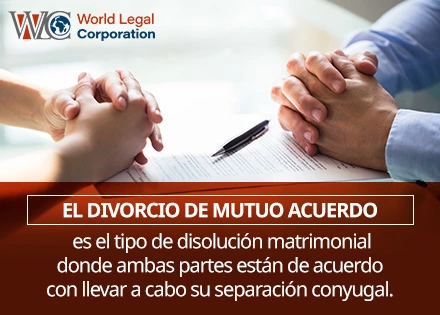 WLC World Legal
Corporation
EL DIVORCIO DE MUTUO ACUERDO
es el tipo de disolución matrimonial
donde ambas partes están de acuerdo
con llevar a cabo su separación conyugal.